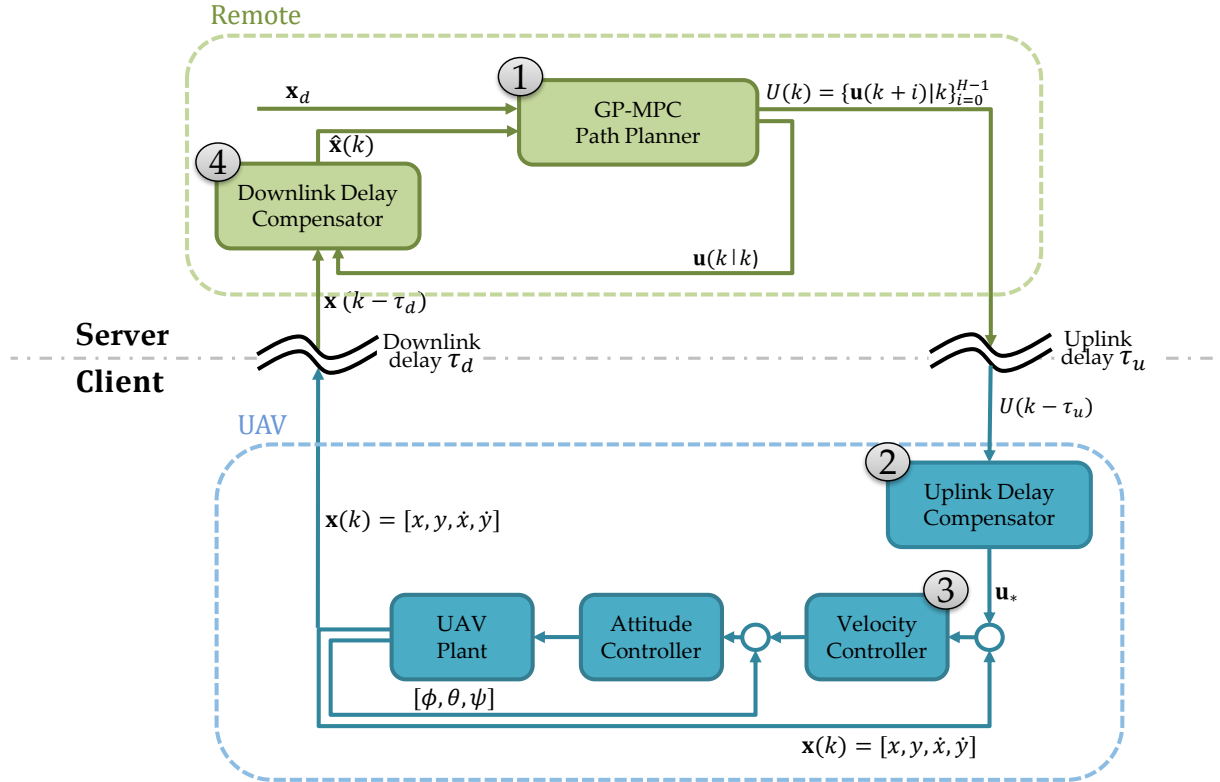 Remote
1
𝐱_d
GP-MPC
Path Planner
U(k) = {𝐮(k + i)|k}_{i=0}^{H−1}
𝐱̂(k)
4
Downlink Delay
Compensator
𝐮(k|k)
𝐱 (k − τ_d)
Server
Client
Downlink
delay τ_d
Uplink
delay τ_u
U(k − τ_u)
UAV
2
Uplink Delay
Compensator
𝐱(k) = [x, y, ẋ, ẏ]
3
𝐮_*
UAV
Plant
Attitude
Controller
Velocity
Controller
[ϕ, θ, ψ]
𝐱(k) = [x, y, ẋ, ẏ]